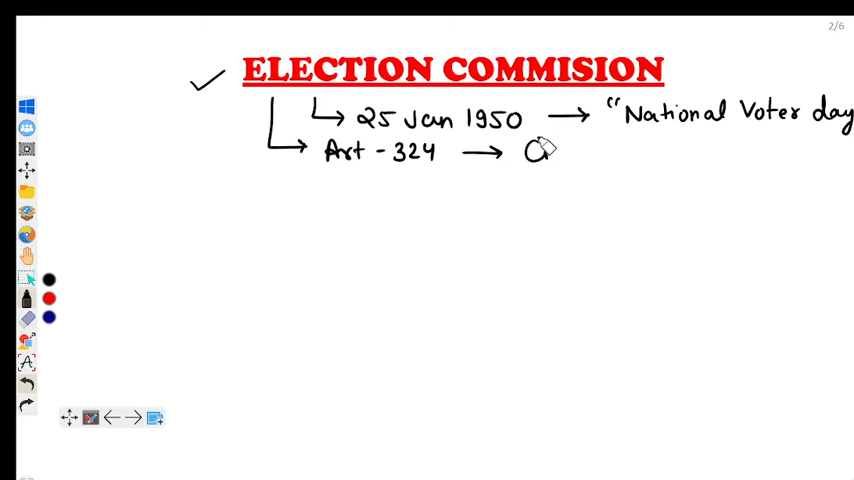 2/6
ELECTION COMMISION
25 Jan 1950 → "National Voter day
Art - 324 →